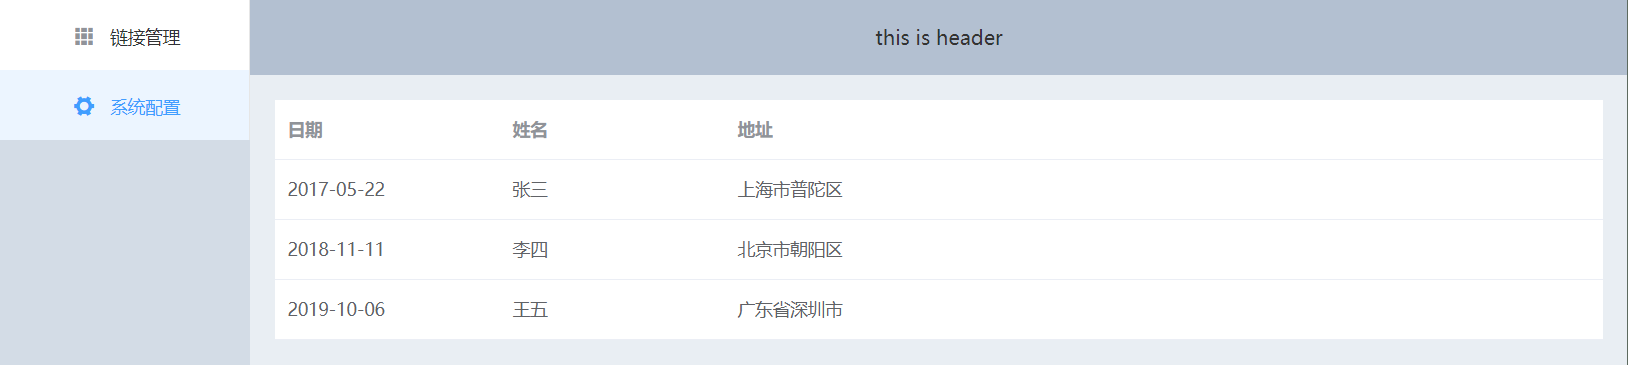 链接管理
系统配置
this is header
日期 姓名 地址
2017-05-22 张三 上海市普陀区
2018-11-11 李四 北京市朝阳区
2019-10-06 王五 广东省深圳市